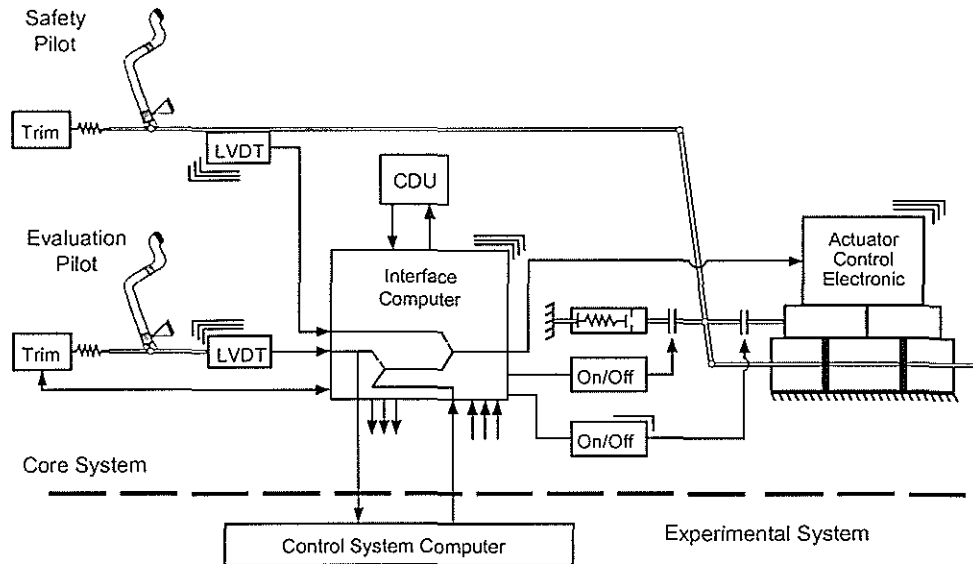 Safety
Pilot
Trim
LVDT
CDU
Evaluation
Pilot
Actuator
Control
Electronic
Interface
Computer
Trim
LVDT
On/Off
On/Off
Core System
Experimental System
Control System Computer